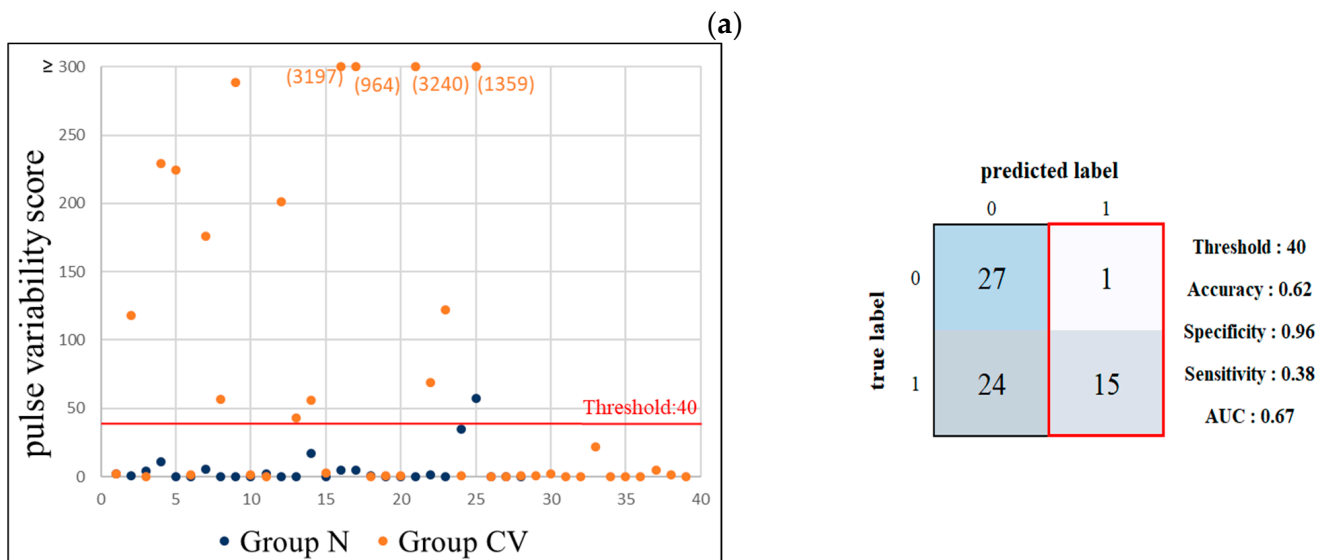 (a)
≥ 300
250
200
150
100
50
0
pulse variability score
(3197)
(964)
(3240)
(1359)
Threshold:40
0 5 10 15 20 25 30 35 40
Group N Group CV
predicted label
0 1
true label
0 27 1
1 24 15
Threshold : 40
Accuracy : 0.62
Specificity : 0.96
Sensitivity : 0.38
AUC : 0.67